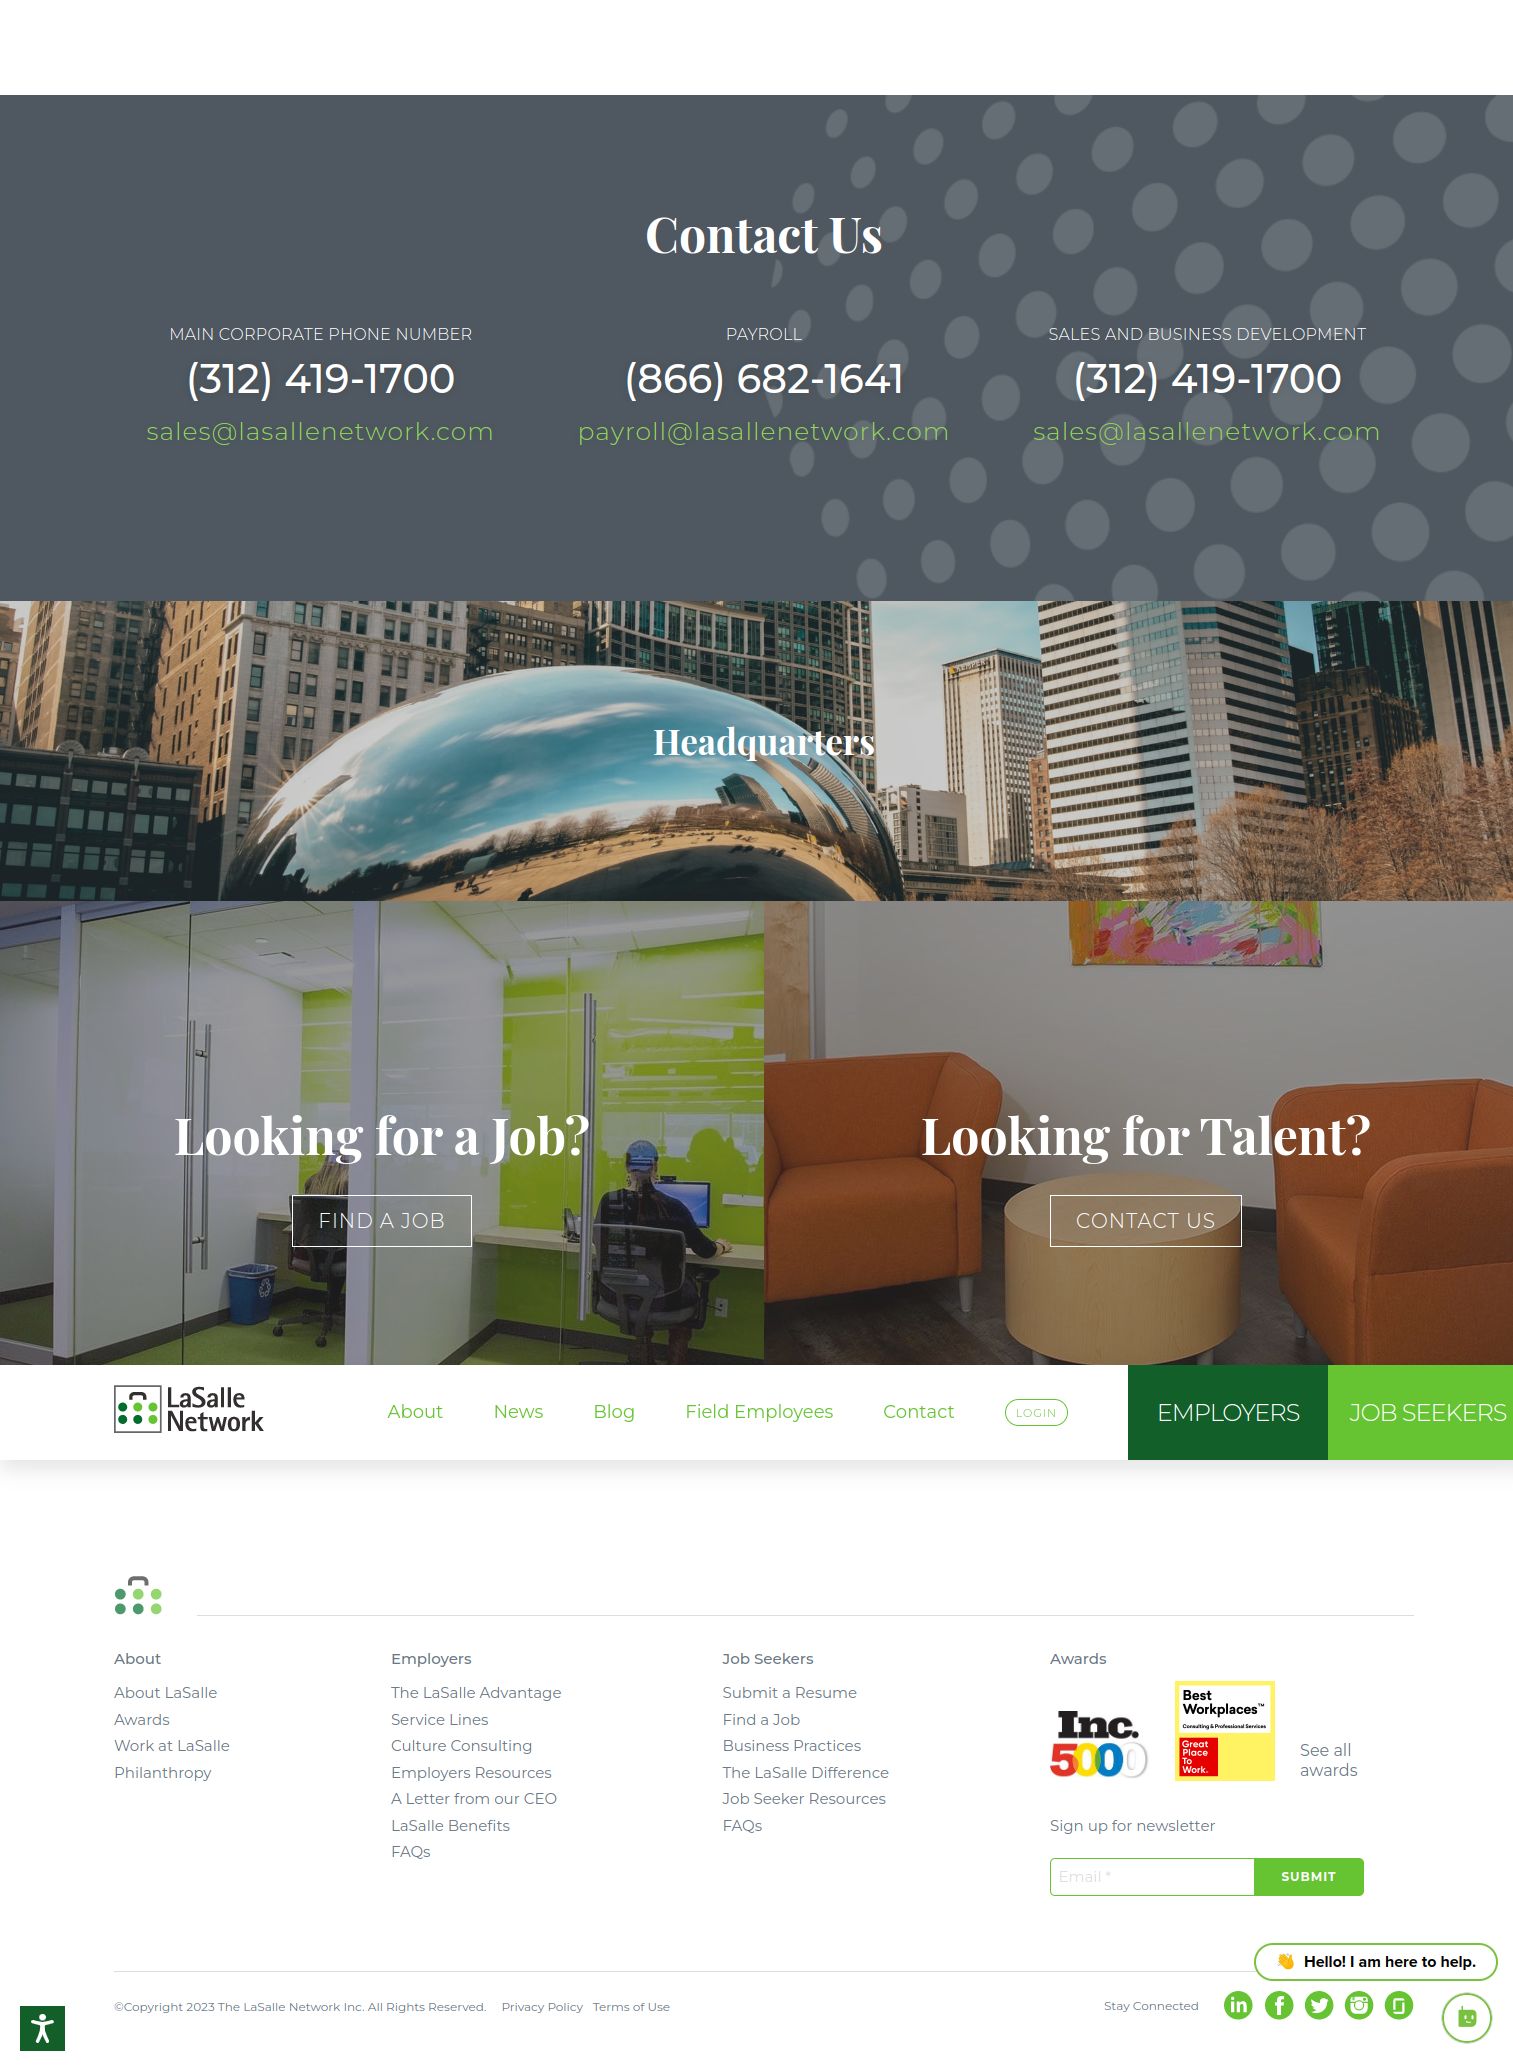 Contact Us
MAIN CORPORATE PHONE NUMBER
(312) 419-1700
sales@lasallenetwork.com
PAYROLL
(866) 682-1641
payroll@lasallenetwork.com
SALES AND BUSINESS DEVELOPMENT
(312) 419-1700
sales@lasallenetwork.com
Headquarters
Looking for a Job?
FIND A JOB
Looking for Talent?
CONTACT US
LaSalle
Network
About
News
Blog
Field Employees
Contact
LOGIN
EMPLOYERS
JOB SEEKERS
About
About LaSalle
Awards
Work at LaSalle
Philanthropy
Employers
The LaSalle Advantage
Service Lines
Culture Consulting
Employers Resources
A Letter from our CEO
LaSalle Benefits
FAQs
Job Seekers
Submit a Resume
Find a Job
Business Practices
The LaSalle Difference
Job Seeker Resources
FAQs
Awards
Inc.
5000
Best
Workplaces™
Consulting & Professional Services
Great
Place
To
Work.
See all
awards
Sign up for newsletter
Email *
SUBMIT
Hello! I am here to help.
©Copyright 2023 The LaSalle Network Inc. All Rights Reserved.
Privacy Policy
Terms of Use
Stay Connected